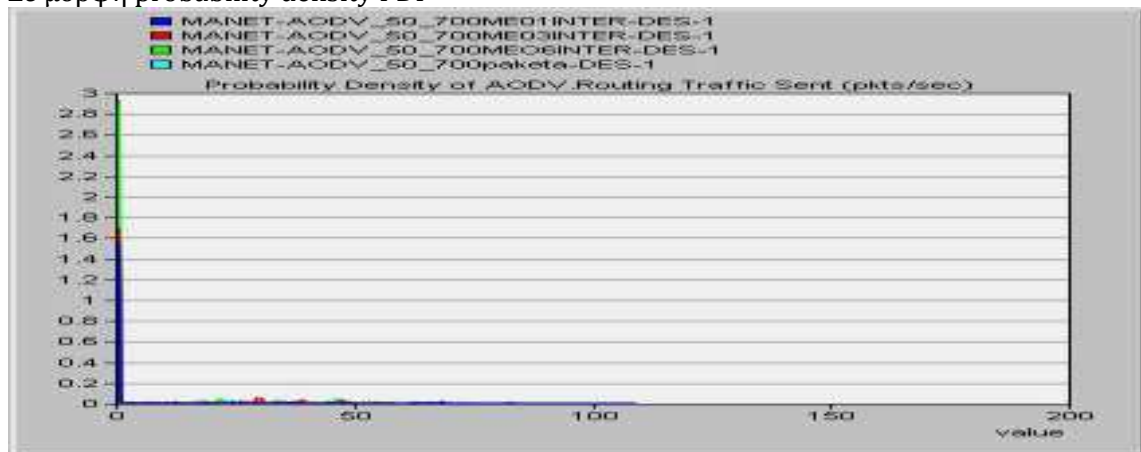 Σε μορφή probability density PDF
MANET-AODV_50_700ME01INTER-DES-1
MANET-AODV_50_700ME03INTER-DES-1
MANET-AODV_50_700MEO6INTER-DES-1
MANET-AODV_50_700paketa-DES-1
Probability Density of AODV.Routing Traffic Sent (pkts/sec)
3
2.8
2.6
2.4
2.2
2
1.8
1.6
1.4
1.2
1
0.8
0.6
0.4
0.2
0
0 50 100 150 200
value